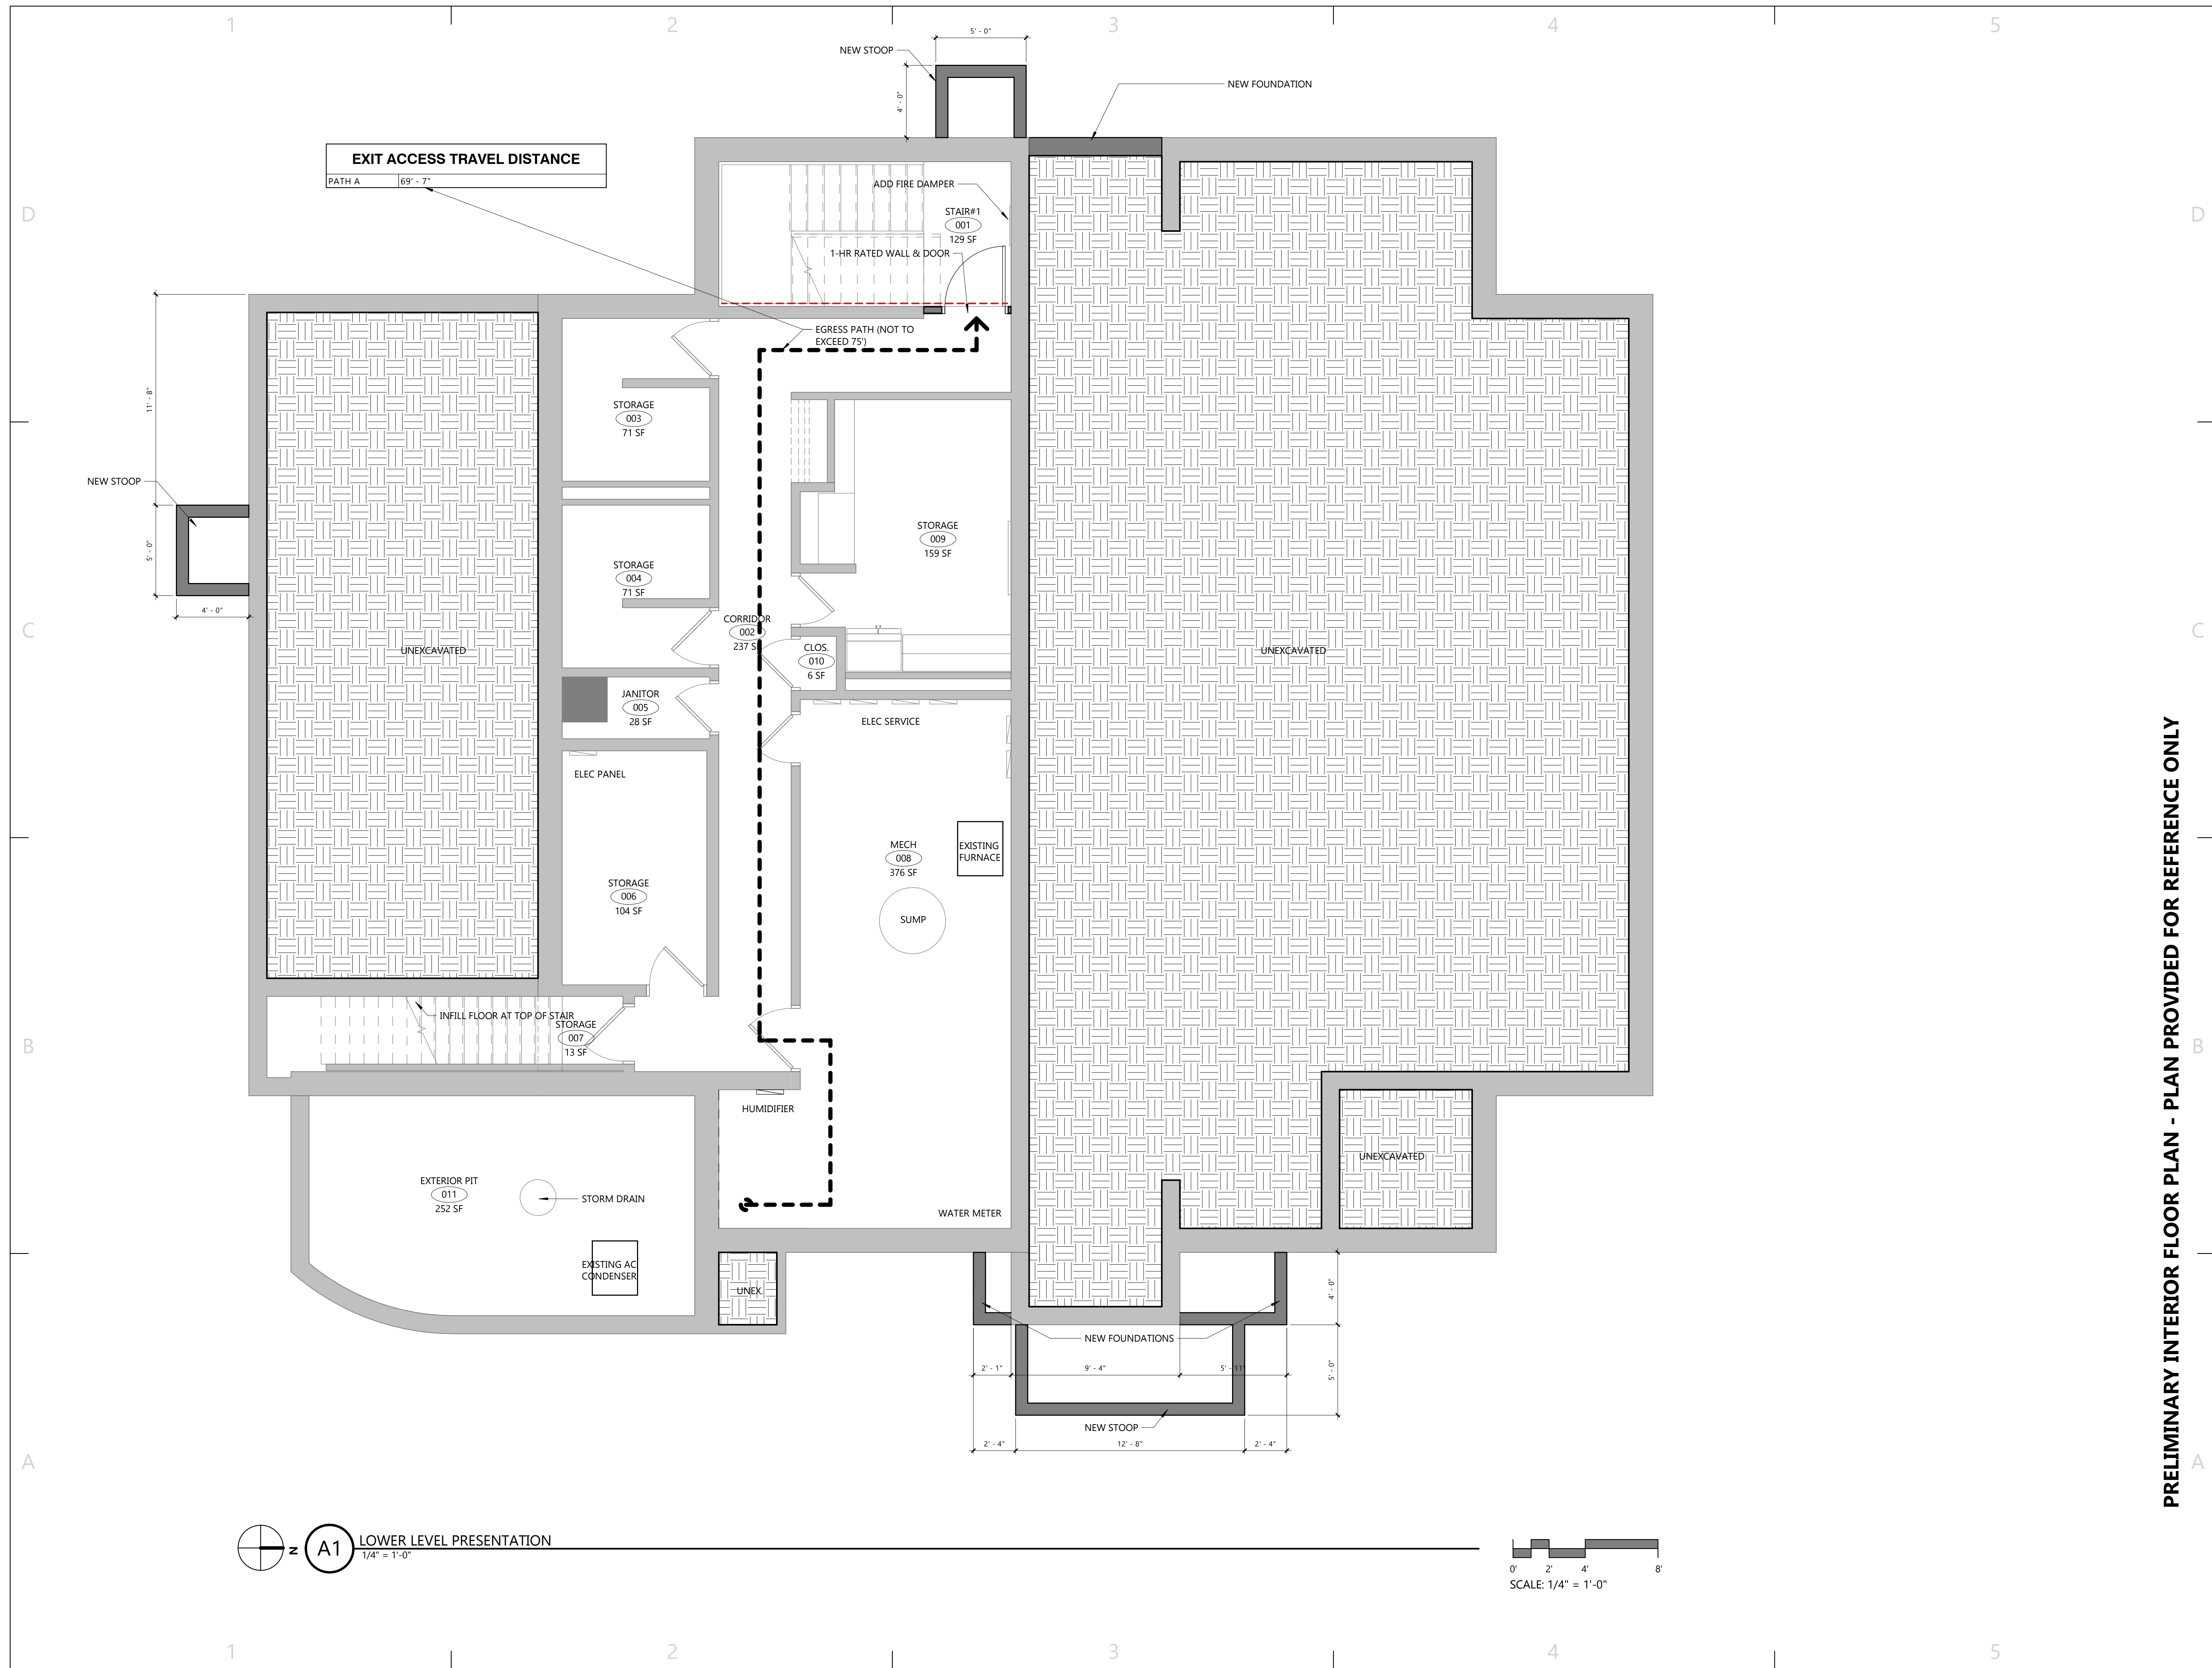 1 2 3 4 5
5' - 0"
NEW STOOP
NEW FOUNDATION
4' - 0"
EXIT ACCESS TRAVEL DISTANCE
PATH A 69' - 7"
ADD FIRE DAMPER
D
STAIR#1
001
129 SF
D
1-HR RATED WALL & DOOR
EGRESS PATH (NOT TO
EXCEED 75')
11' - 8"
STORAGE
003
71 SF
NEW STOOP
STORAGE
009
159 SF
5' - 0"
STORAGE
004
71 SF
4' - 0"
CORRIDOR
002
237 SF
C
C
UNEXCAVATED
CLOS.
010
6 SF
UNEXCAVATED
JANITOR
005
28 SF
ELEC SERVICE
ELEC PANEL
MECH
008
376 SF
EXISTING
FURNACE
STORAGE
006
104 SF
SUMP
INFILL FLOOR AT TOP OF STAIR
STORAGE
007
13 SF
B
B
HUMIDIFIER
UNEXCAVATED
EXTERIOR PIT
011
252 SF
STORM DRAIN
WATER METER
EXISTING AC
CONDENSER
UNEX.
4' - 0"
NEW FOUNDATIONS
2' - 1" 9' - 4" 5' - 11"
5' - 0"
NEW STOOP
2' - 4" 12' - 8" 2' - 4"
A
A
PRELIMINARY INTERIOR FLOOR PLAN - PLAN PROVIDED FOR REFERENCE ONLY
N
A1
LOWER LEVEL PRESENTATION
1/4" = 1'-0"
0' 2' 4' 8'
SCALE: 1/4" = 1'-0"
1 2 3 4 5